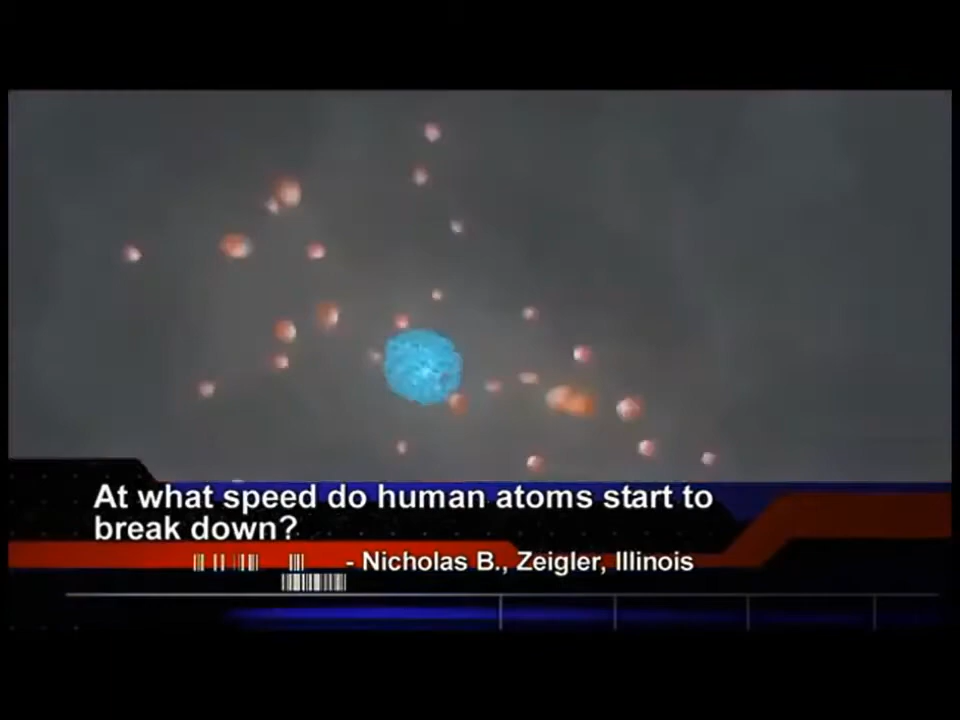 At what speed do human atoms start to
break down?
- Nicholas B., Zeigler, Illinois